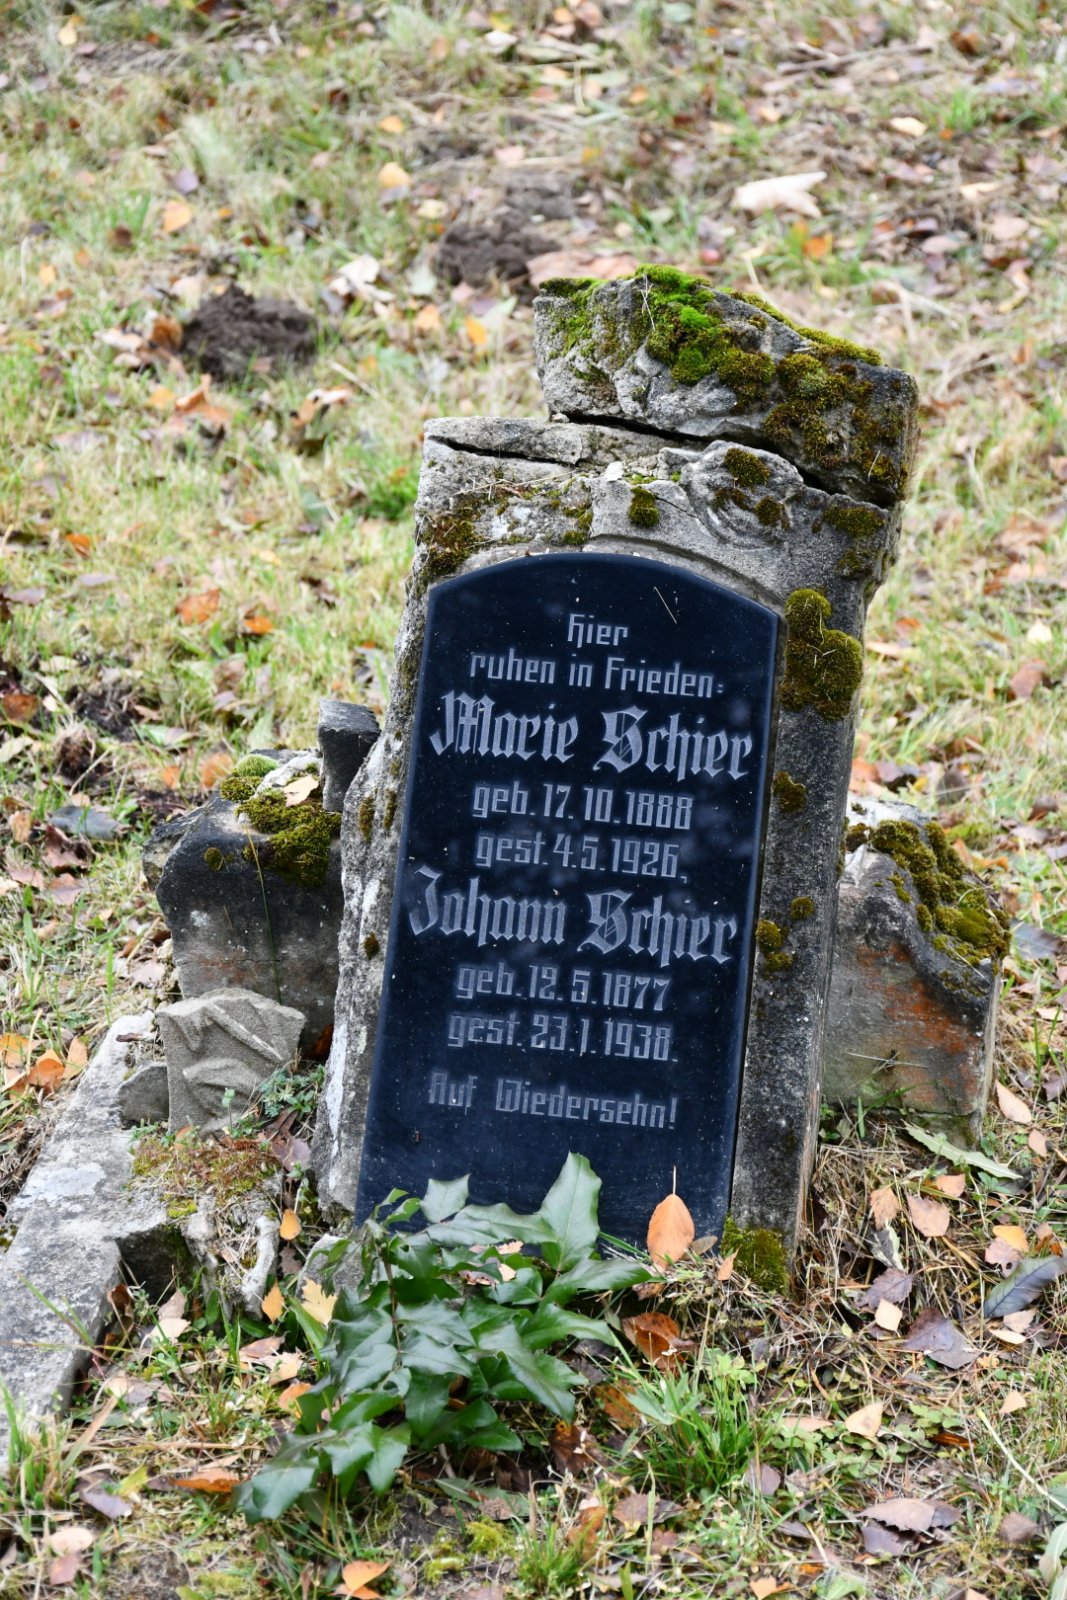 Hier
ruhen in Frieden:
Marie Schier
geb. 17. 10. 1888
gest. 4. 5. 1926,
Johann Schier
geb. 12. 5. 1877
gest. 23. 1. 1938.
Auf Wiedersehn!